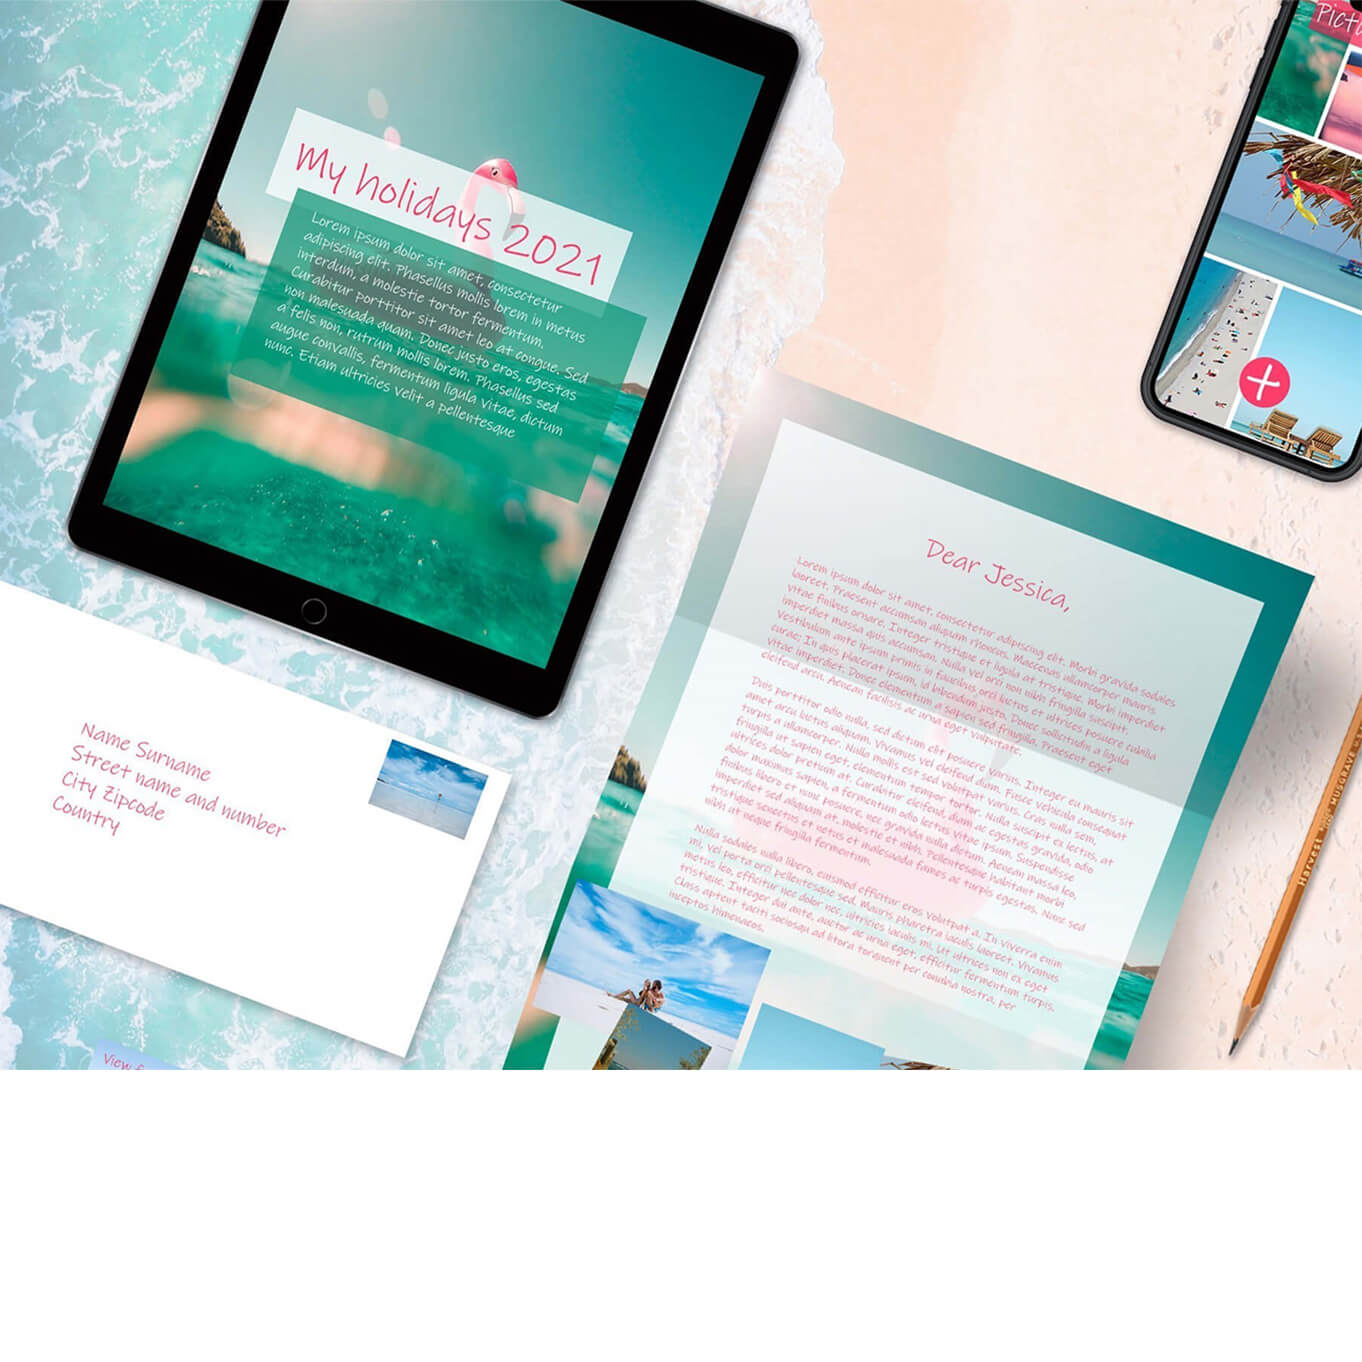 My holidays 2021
Lorem ipsum dolor sit amet, consectetur
adipiscing elit. Phasellus mollis lorem in metus
interdum, a molestie tortor fermentum.
Curabitur porttitor sit amet leo at congue. Sed
non malesuada quam. Donec justo eros, egestas
a felis non, rutrum mollis lorem. Phasellus sed
augue convallis, fermentum ligula vitae, dictum
nunc. Etiam ultricies velit a pellentesque
Pict
Dear Jessica,
Lorem ipsum dolor sit amet, consectetur adipiscing elit. Morbi gravida sodales
laoreet. Praesent accumsan aliquam rhoncus. Maecenas ullamcorper mauris
vitae finibus ornare. Integer tristique et ligula at tristique. Morbi imperdiet
imperdiet massa quis accumsan. Nulla vel orci non nibh fringilla suscipit.
Vestibulum ante ipsum primis in faucibus orci luctus et ultrices posuere cubilia
curae; In quis placerat ipsum, id bibendum justo. Donec sollicitudin a ligula
vitae imperdiet. Donec elementum a sapien sed fringilla. Praesent eget
eleifend arcu. Aenean facilisis ac urna eget vulputate.
Duis porttitor odio nulla, sed dictum elit posuere varius. Integer eu mauris sit
amet arcu luctus aliquam. Vivamus vel eleifend diam. Fusce vehicula consequat
turpis a ullamcorper. Nulla mollis est sed volutpat varius. Cras nulla sem,
fringilla ut sapien eget, elementum tempor tortor. Nulla suscipit ex lectus, at
ultrices dolor pretium at. Curabitur eleifend, diam ac egestas gravida, odio
dolor maximus sapien, a fermentum odio lectus vitae ipsum. Suspendisse
finibus libero et nunc posuere, nec gravida nulla dictum. Aenean massa leo,
imperdiet sed aliquam at, molestie et nibh. Pellentesque habitant morbi
tristique senectus et netus et malesuada fames ac turpis egestas. Nunc sed
nibh ut neque fringilla fermentum.
Nulla sodales nulla libero, euismod efficitur eros volutpat a. In viverra enim
mi, vel porta orci pellentesque sed. Mauris pharetra iaculis laoreet. Vivamus
metus leo, efficitur nec dolor nec, ultricies iaculis mi. Ut ultrices non ex eget
tristique. Integer dui ante, auctor ac urna eget, efficitur fermentum turpis.
Class aptent taciti sociosqu ad litora torquent per conubia nostra, per
inceptos himenaeos.
Name Surname
Street name and number
City Zipcode
Country
View f
Harvest MUSGRAVE